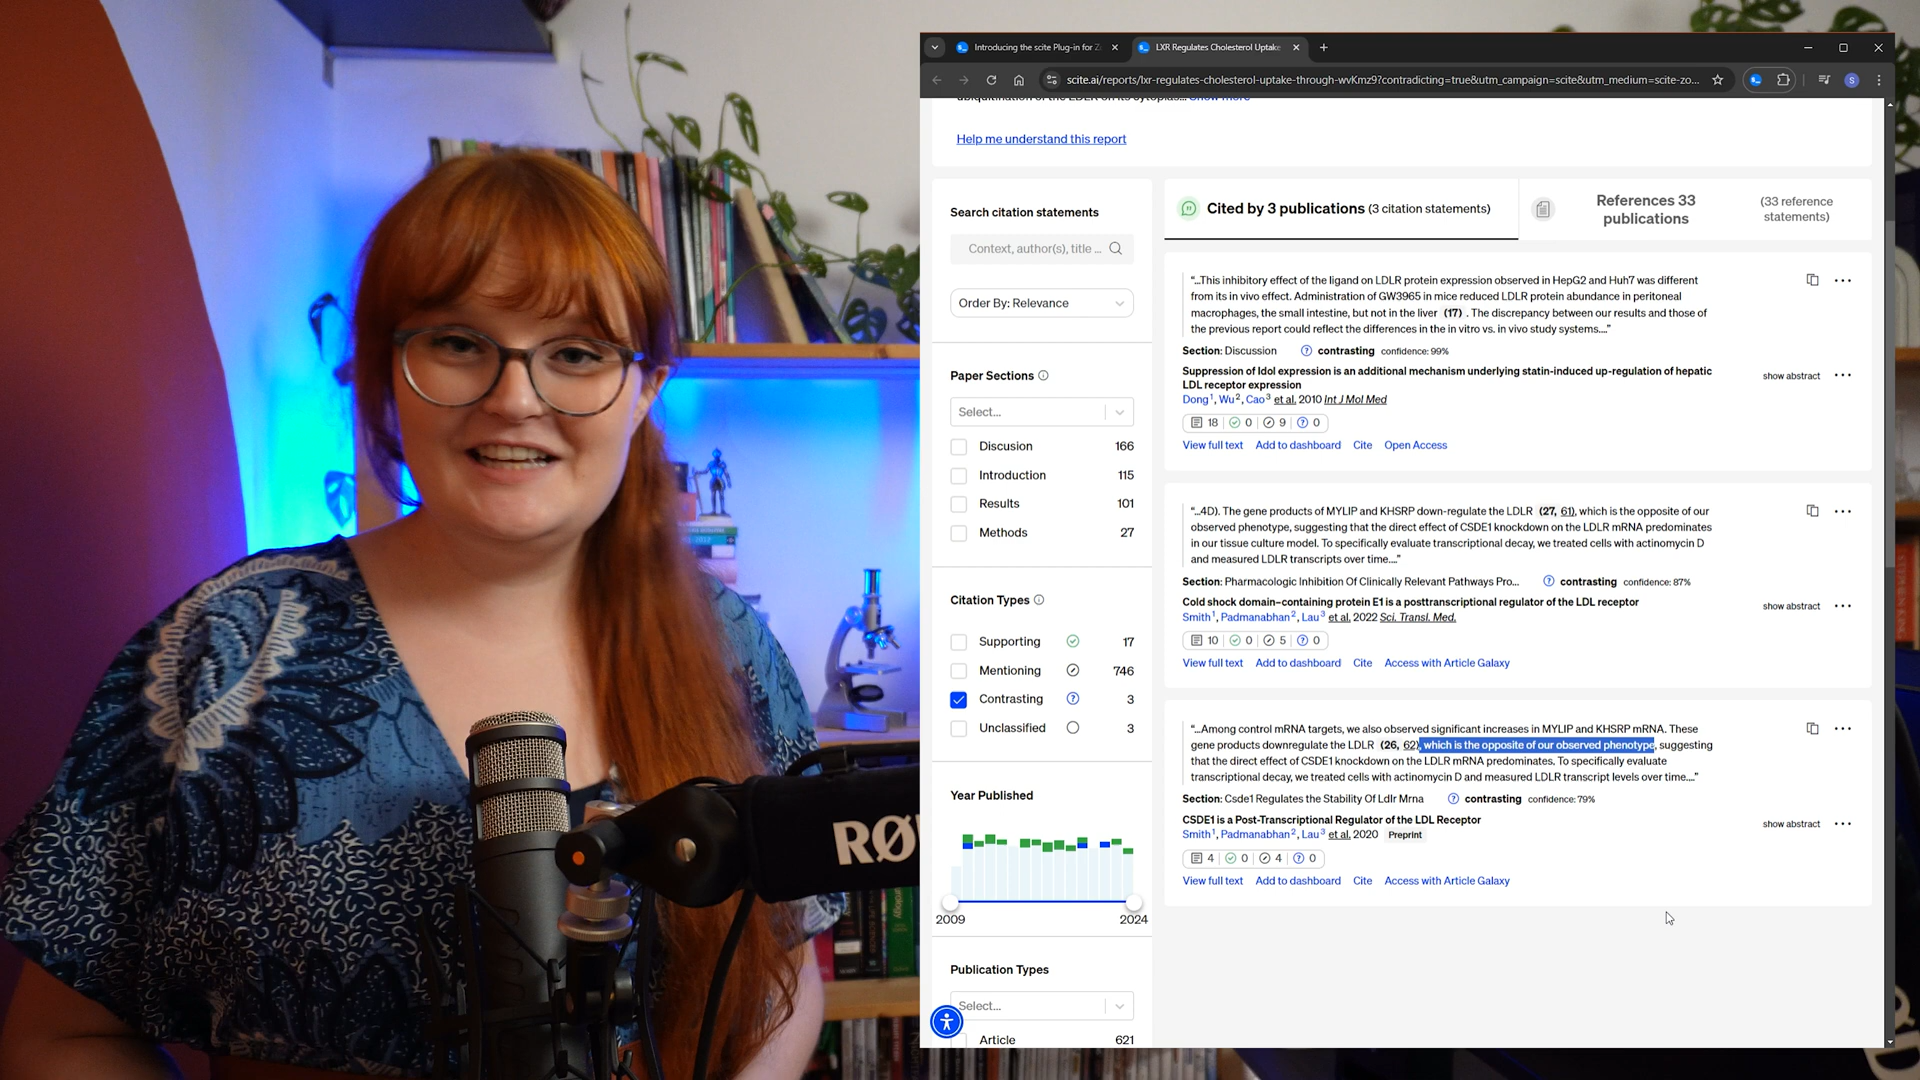 Introducing the scite Plug-in for Z
LXR Regulates Cholesterol Uptake
scite.ai/reports/lxr-regulates-cholesterol-uptake-through-wvKmz9?contradicting=true&utm_campaign=scite&utm_medium=scite-zo...
S
Show more
Help me understand this report
Search citation statements
Context, author(s), title ...
Order By: Relevance
Paper Sections
Select...
Discusion 166
Introduction 115
Results 101
Methods 27
Citation Types
Supporting 17
Mentioning 746
Contrasting 3
Unclassified 3
Year Published
2009 2024
Publication Types
Select...
Article 621
Cited by 3 publications (3 citation statements)
References 33 publications
(33 reference statements)
“...This inhibitory effect of the ligand on LDLR protein expression observed in HepG2 and Huh7 was different
from its in vivo effect. Administration of GW3965 in mice reduced LDLR protein abundance in peritoneal
macrophages, the small intestine, but not in the liver (17) . The discrepancy between our results and those of
the previous report could reflect the differences in the in vitro vs. in vivo study systems....”
Section: Discussion contrasting confidence: 99%
Suppression of Idol expression is an additional mechanism underlying statin-induced up-regulation of hepatic
LDL receptor expression
show abstract
Dong1, Wu2, Cao3 et al. 2010 Int J Mol Med
18 0 9 0
View full text Add to dashboard Cite Open Access
“...4D). The gene products of MYLIP and KHSRP down-regulate the LDLR (27, 61), which is the opposite of our
observed phenotype, suggesting that the direct effect of CSDE1 knockdown on the LDLR mRNA predominates
in our tissue culture model. To specifically evaluate transcriptional decay, we treated cells with actinomycin D
and measured LDLR transcripts over time....”
Section: Pharmacologic Inhibition Of Clinically Relevant Pathways Pro... contrasting confidence: 87%
Cold shock domain–containing protein E1 is a posttranscriptional regulator of the LDL receptor
show abstract
Smith1, Padmanabhan2, Lau3 et al. 2022 Sci. Transl. Med.
10 0 5 0
View full text Add to dashboard Cite Access with Article Galaxy
“...Among control mRNA targets, we also observed significant increases in MYLIP and KHSRP mRNA. These
gene products downregulate the LDLR (26, 62), which is the opposite of our observed phenotype, suggesting
that the direct effect of CSDE1 knockdown on the LDLR mRNA predominates. To specifically evaluate
transcriptional decay, we treated cells with actinomycin D and measured LDLR transcript levels over time....”
Section: Csde1 Regulates the Stability Of Ldlr Mrna contrasting confidence: 79%
CSDE1 is a Post-Transcriptional Regulator of the LDL Receptor
show abstract
Smith1, Padmanabhan2, Lau3 et al. 2020 Preprint
4 0 4 0
View full text Add to dashboard Cite Access with Article Galaxy
RØ